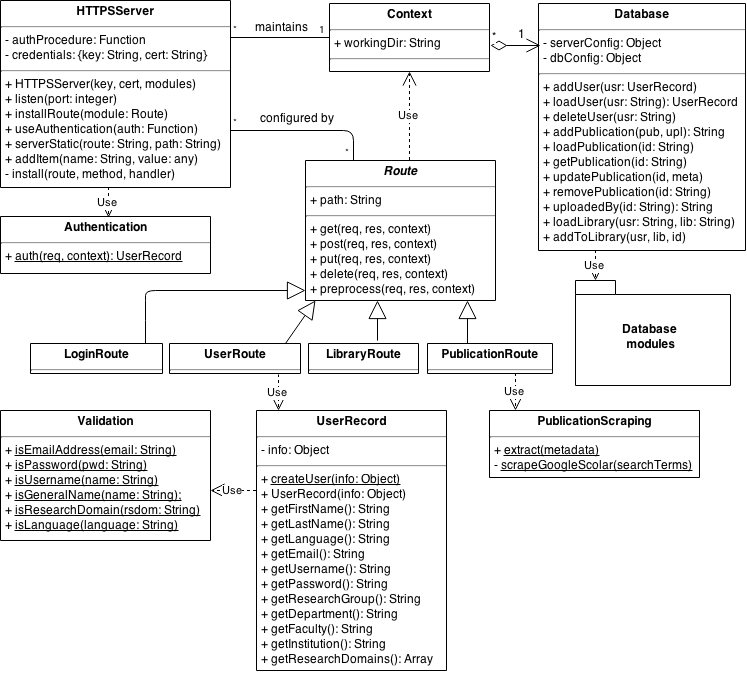 HTTPSServer
- authProcedure: Function
- credentials: {key: String, cert: String}
+ HTTPSServer(key, cert, modules)
+ listen(port: integer)
+ installRoute(module: Route)
+ useAuthentication(auth: Function)
+ serverStatic(route: String, path: String)
+ addItem(name: String, value: any)
- install(route, method, handler)
* maintains 1
Context
+ workingDir: String
* 1
Database
- serverConfig: Object
- dbConfig: Object
+ addUser(usr: UserRecord)
+ loadUser(usr: String): UserRecord
+ deleteUser(usr: String)
+ addPublication(pub, upl): String
+ loadPublication(id: String)
+ getPublication(id: String)
+ updatePublication(id, meta)
+ removePublication(id: String)
+ uploadedBy(id: String): String
+ loadLibrary(usr: String, lib: String)
+ addToLibrary(usr, lib, id)
* configured by *
Use
Route
+ path: String
+ get(req, res, context)
+ post(req, res, context)
+ put(req, res, context)
+ delete(req, res, context)
+ preprocess(req, res, context)
Use
Authentication
+ auth(req, context): UserRecord
Use
Database
modules
LoginRoute
UserRoute
LibraryRoute
PublicationRoute
Use
Use
Validation
+ isEmailAddress(email: String)
+ isPassword(pwd: String)
+ isUsername(name: String)
+ isGeneralName(name: String);
+ isResearchDomain(rsdom: String)
+ isLanguage(language: String)
Use
UserRecord
- info: Object
+ createUser(info: Object)
+ UserRecord(info: Object)
+ getFirstName(): String
+ getLastName(): String
+ getLanguage(): String
+ getEmail(): String
+ getUsername(): String
+ getPassword(): String
+ getResearchGroup(): String
+ getDepartment(): String
+ getFaculty(): String
+ getInstitution(): String
+ getResearchDomains(): Array
PublicationScraping
+ extract(metadata)
- scrapeGoogleScolar(searchTerms)